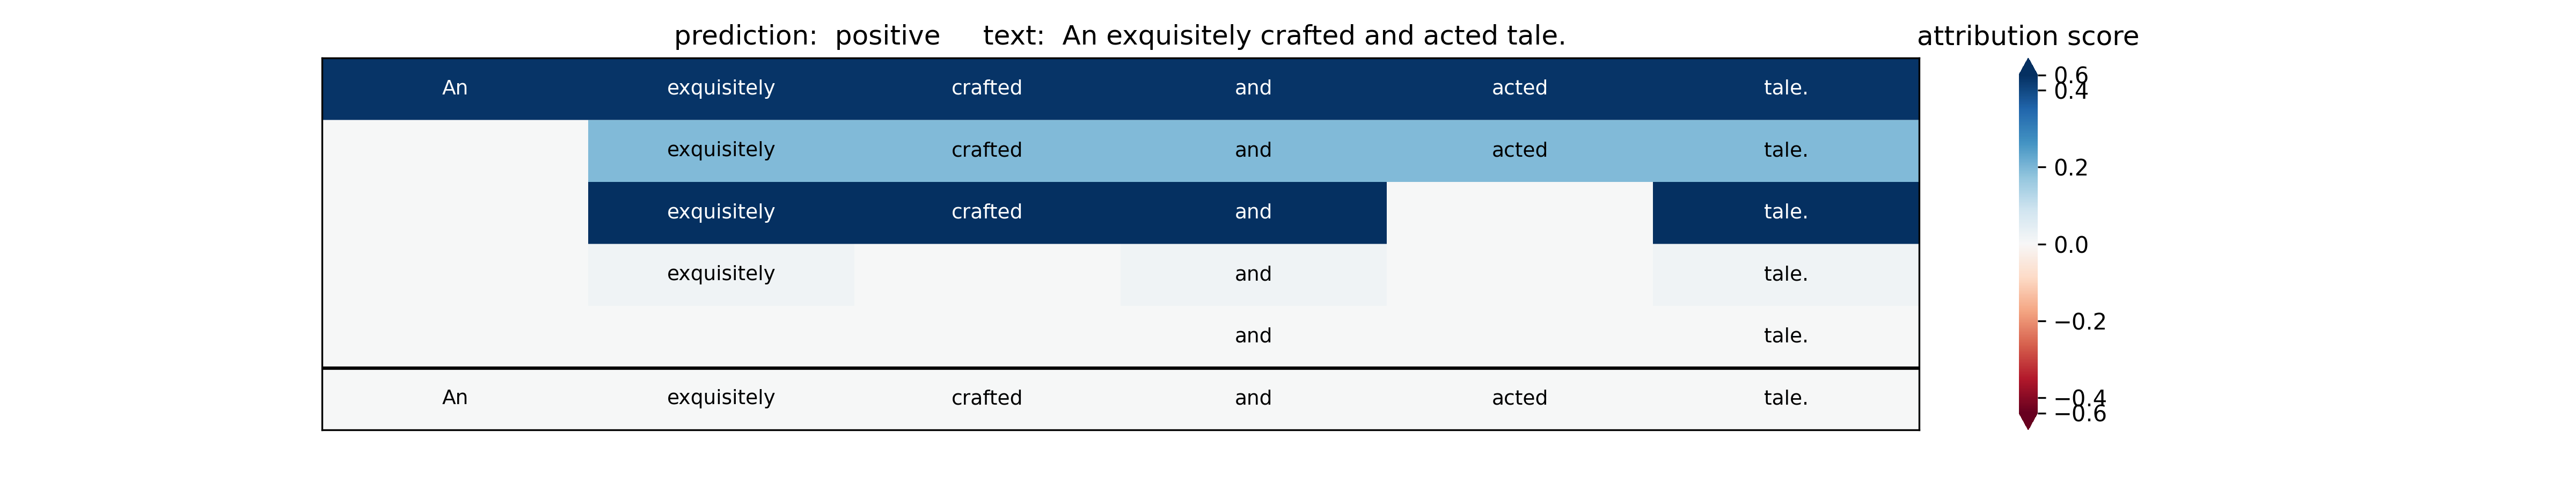 prediction:  positive     text:  An exquisitely crafted and acted tale.
attribution score
An exquisitely crafted and acted tale.
exquisitely crafted and acted tale.
exquisitely crafted and tale.
exquisitely and tale.
and tale.
An exquisitely crafted and acted tale.
0.6
0.4
0.2
0.0
−0.2
−0.4
−0.6